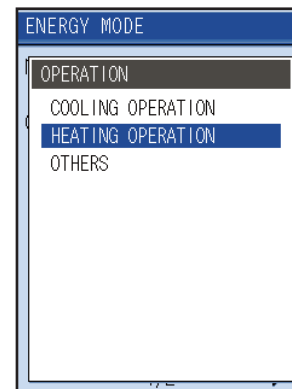 ENERGY MODE
OPERATION
COOLING OPERATION
HEATING OPERATION
OTHERS